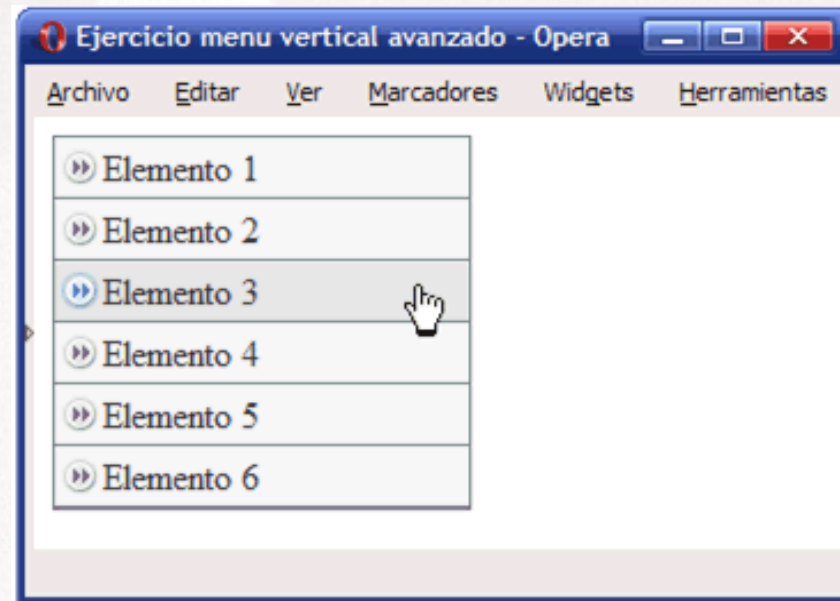 Ejercicio menu vertical avanzado - Opera
Archivo Editar Ver Marcadores Widgets Herramientas
Elemento 1
Elemento 2
Elemento 3
Elemento 4
Elemento 5
Elemento 6